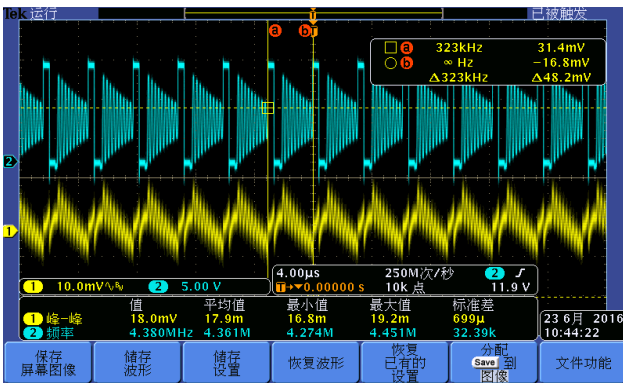 Tek 运行
已被触发
T
a b T
a 323kHz 31.4mV
b ∞ Hz −16.8mV
Δ323kHz Δ48.2mV
2
1
1 10.0mV 2 5.00 V
4.00μs 250M次/秒 2
T→▼0.00000 s 10k 点 11.9 V
值 平均值 最小值 最大值 标准差
1 峰−峰 18.0mV 17.9m 16.8m 19.2m 699μ
2 频率 4.380MHz 4.361M 4.274M 4.451M 32.39k
23 6月 2016
10:44:22
保存
屏幕图像
储存
波形
储存
设置
恢复波形
恢复
已有的
设置
分配
Save 到
图像
文件功能